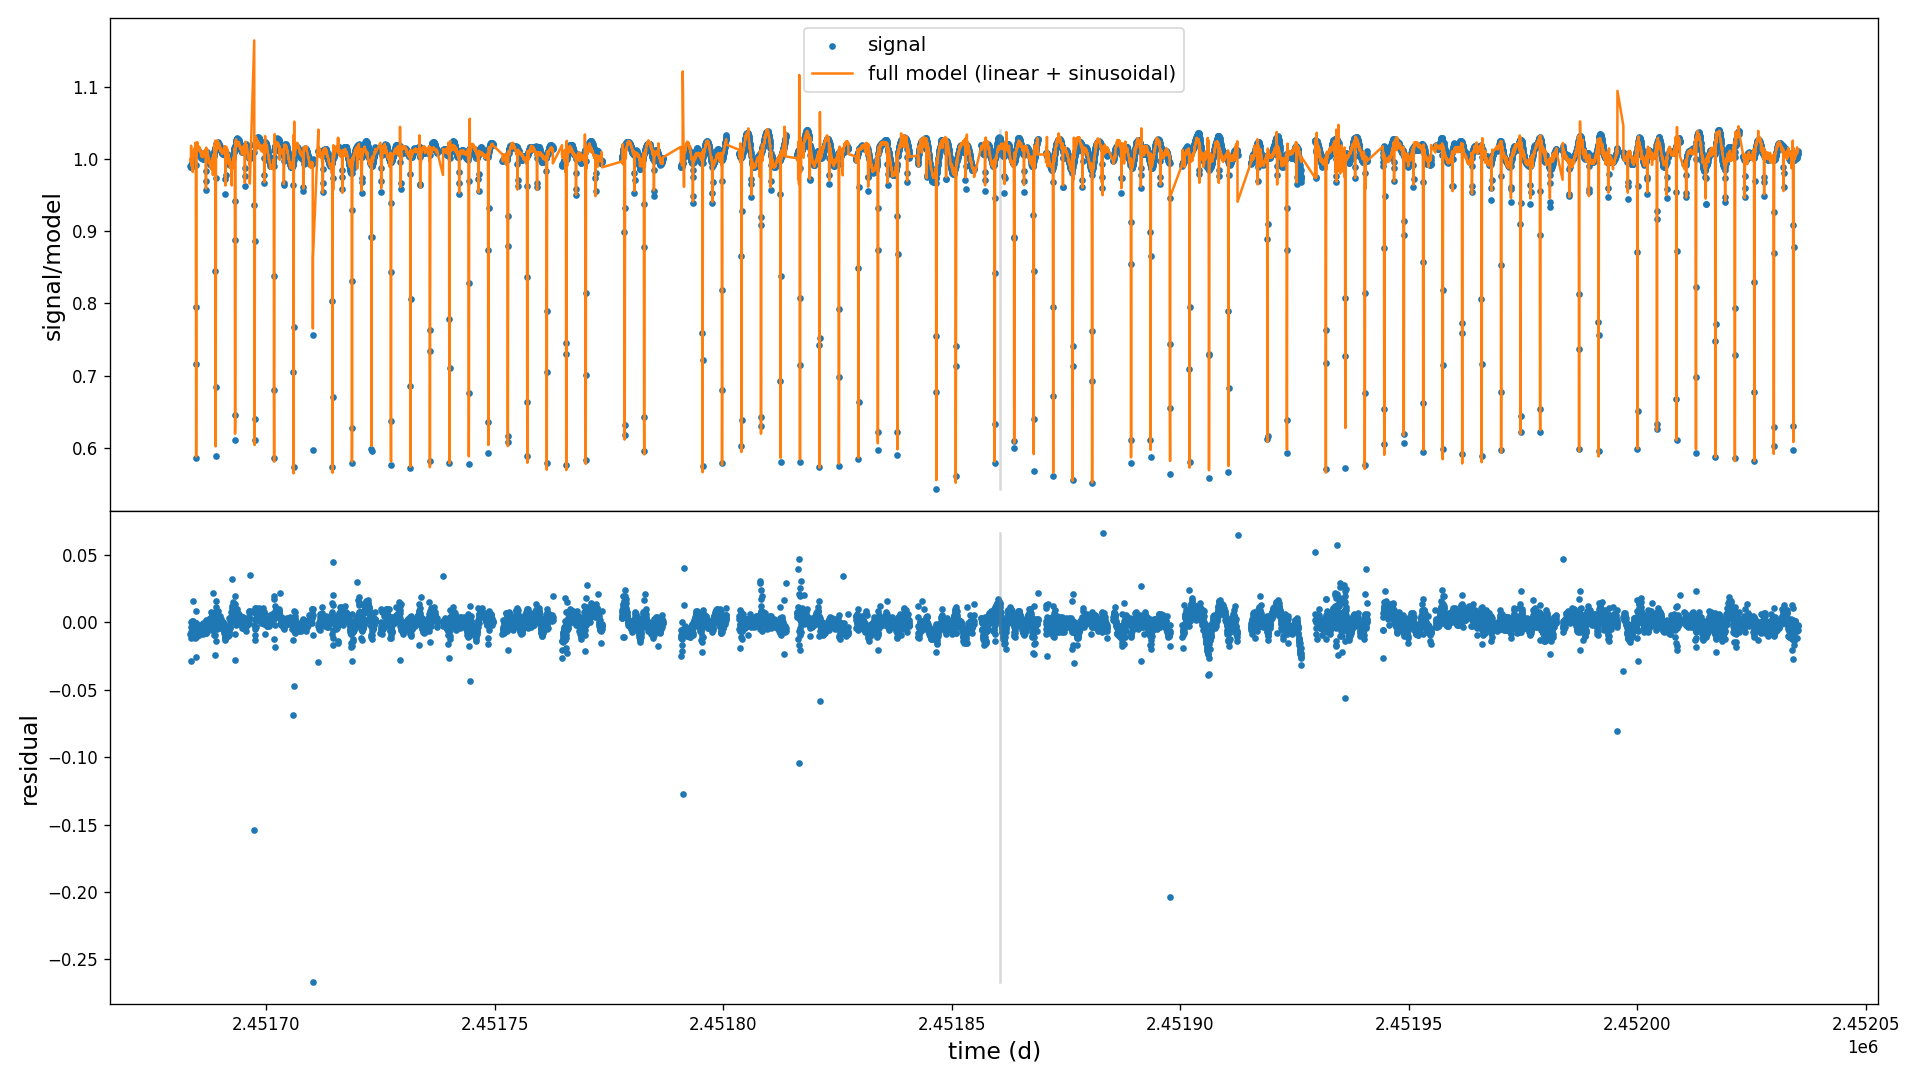 signal
full model (linear + sinusoidal)
signal/model
1.1
1.0
0.9
0.8
0.7
0.6
residual
0.05
0.00
−0.05
−0.10
−0.15
−0.20
−0.25
2.45170 2.45175 2.45180 2.45185 2.45190 2.45195 2.45200 2.45205
time (d)
1e6